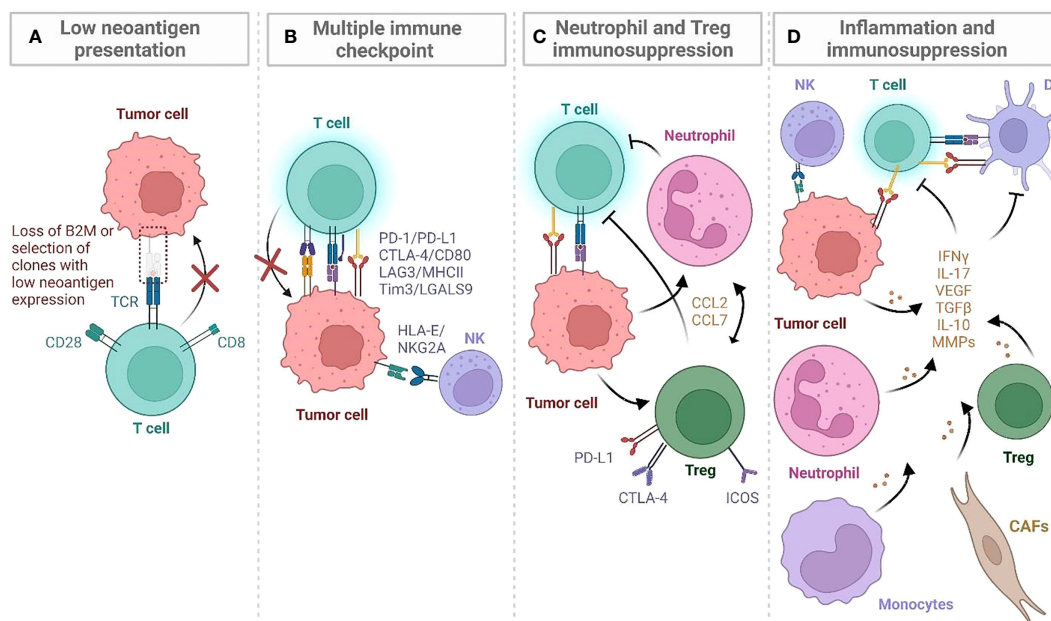 A Low neoantigen
presentation
Tumor cell
Loss of B2M or
selection of
clones with
low neoantigen
expression
TCR
CD28
CD8
T cell
B Multiple immune
checkpoint
T cell
PD-1/PD-L1
CTLA-4/CD80
LAG3/MHCII
Tim3/LGALS9
HLA-E/
NKG2A
NK
Tumor cell
C Neutrophil and Treg
immunosuppression
T cell
Neutrophil
CCL2
CCL7
Tumor cell
PD-L1
Treg
CTLA-4
ICOS
D Inflammation and
immunosuppression
NK
T cell
D
IFNγ
IL-17
VEGF
TGFβ
IL-10
MMPs
Tumor cell
Neutrophil
Treg
CAFs
Monocytes